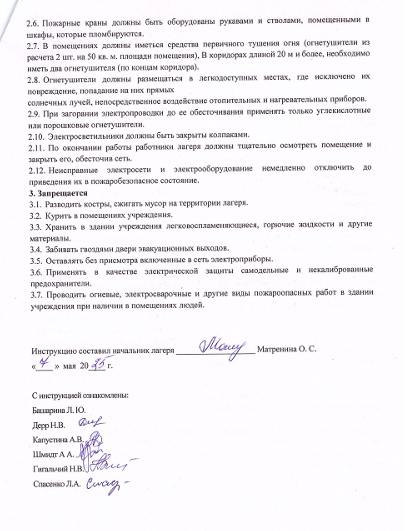 2.6. Пожарные краны должны быть оборудованы рукавами и стволами, помещенными в
шкафы, которые пломбируются.
2.7. В помещениях должны иметься средства первичного тушения огня (огнетушители из
расчета 2 шт. на 50 кв. м. площади помещения), В коридорах длиной 20 м и более, необходимо
иметь два огнетушителя (по концам коридора).
2.8. Огнетушители должны размещаться в легкодоступных местах, где исключено их
повреждение, попадание на них прямых
солнечных лучей, непосредственное воздействие отопительных и нагревательных приборов.
2.9. При загорании электропроводки до ее обесточивания применять только углекислотные
или порошковые огнетушители.
2.10. Электросветильники должны быть закрыты колпаками.
2.11. По окончании работы работники лагеря должны тщательно осмотреть помещение и
закрыть его, обесточив сеть.
2.12. Неисправные электросети и электрооборудование немедленно отключить до
приведения их в пожаробезопасное состояние.
3. Запрещается
3.1. Разводить костры, сжигать мусор на территории лагеря.
3.2. Курить в помещениях учреждения.
3.3. Хранить в здании учреждения легковоспламеняющиеся, горючие жидкости и другие
материалы.
3.4. Забивать гвоздями двери эвакуационных выходов.
3.5. Оставлять без присмотра включенные в сеть электроприборы.
3.6. Применять в качестве электрической защиты самодельные и некалиброванные
предохранители.
3.7. Проводить огневые, электросварочные и другие виды пожароопасных работ в здании
учреждения при наличии в помещениях людей.
Инструкцию составил начальник лагеря Матренина О. С.
« 7 » мая 20 25 г.
С инструкцией ознакомлены:
Башарина Л. Ю.
Дерр Н.В.
Капустина А.В.
Шмидт А А.
Гигальчий Н.В.
Спасенко Л.А.